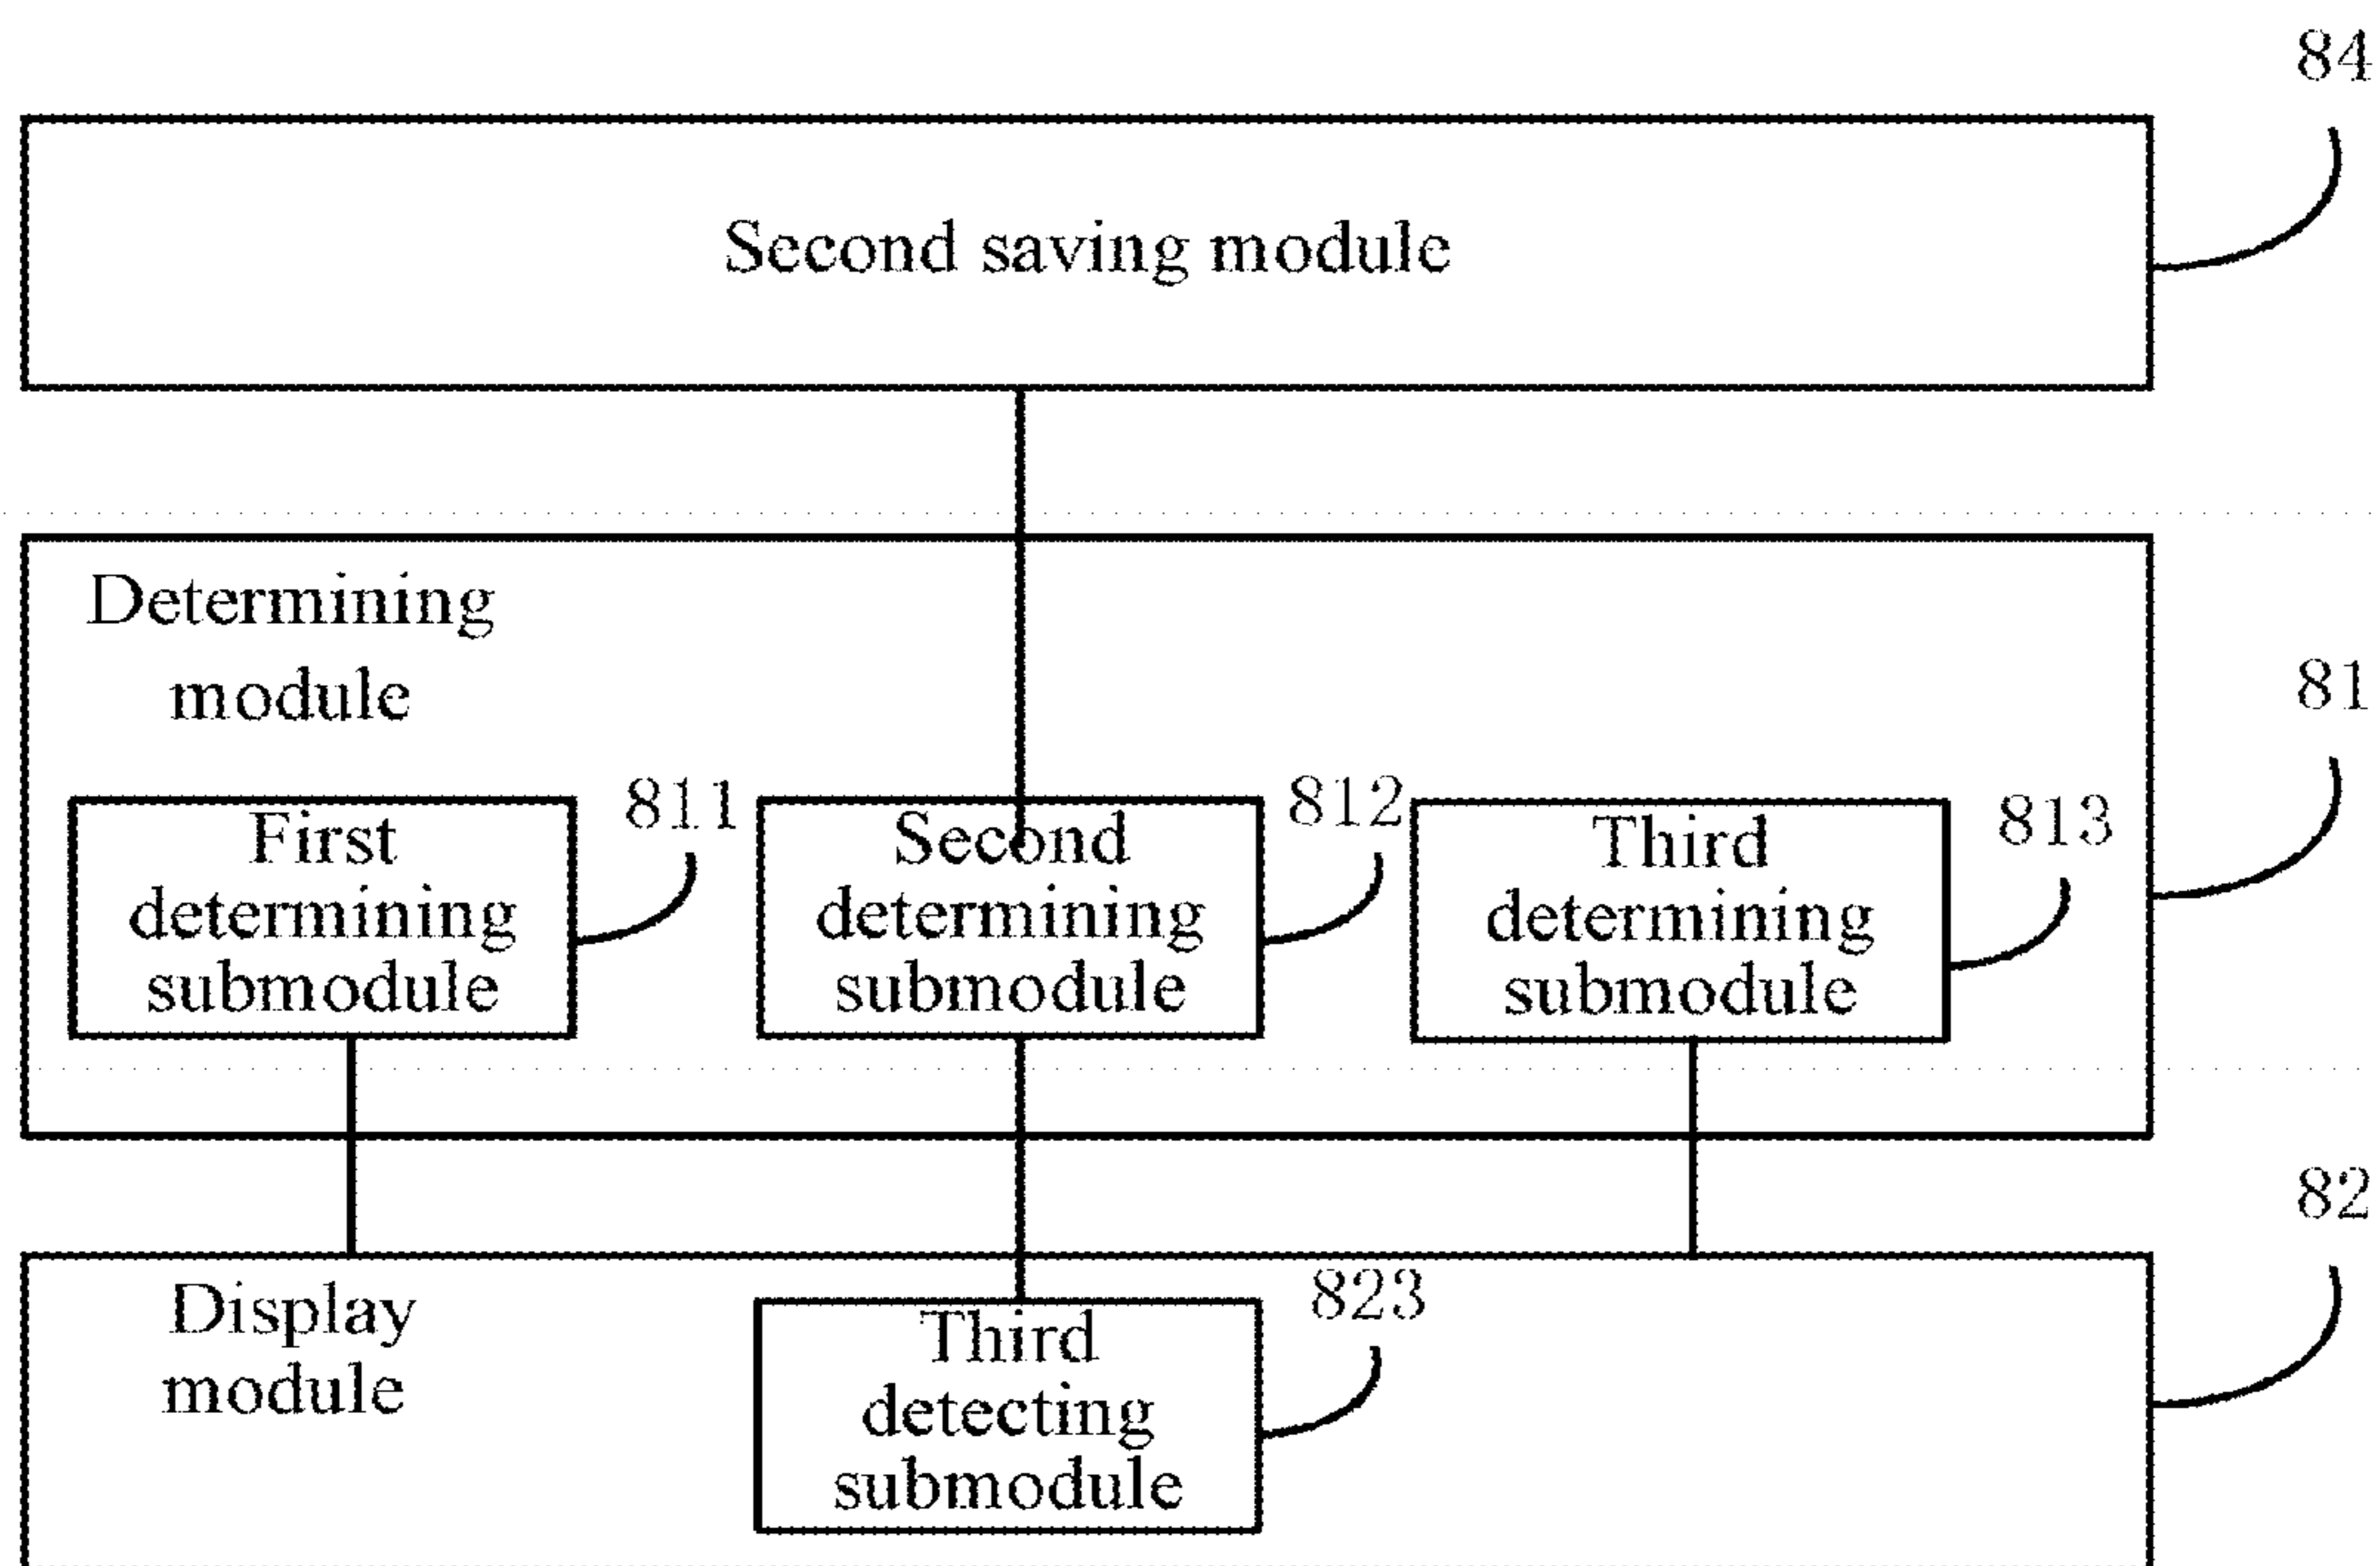 84
Second saving module
Determining
module
81
811
812
813
First
determining
submodule
Second
determining
submodule
Third
determining
submodule
82
Display
module
823
Third
detecting
submodule